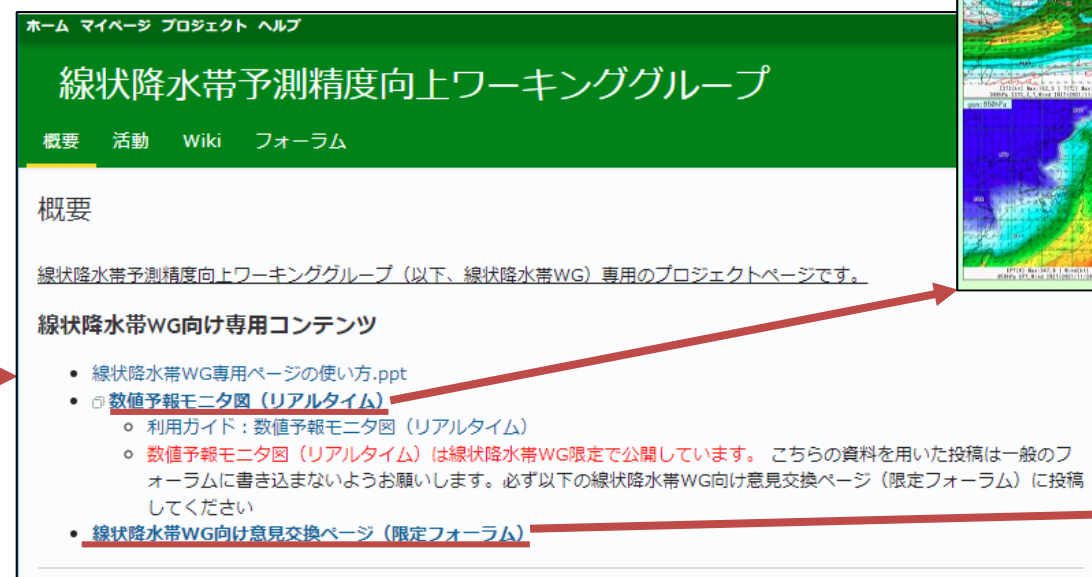 ホーム マイページ プロジェクト ヘルプ
線状降水帯予測精度向上ワーキンググループ
概要 活動 Wiki フォーラム
概要
線状降水帯予測精度向上ワーキンググループ（以下、線状降水帯WG）専用のプロジェクトページです。
線状降水帯WG向け専用コンテンツ
線状降水帯WG専用ページの使い方.ppt
数値予報モニタ図（リアルタイム）
利用ガイド：数値予報モニタ図（リアルタイム）
数値予報モニタ図（リアルタイム）は線状降水帯WG限定で公開しています。 こちらの資料を用いた投稿は一般のフ
ォーラムに書き込まないようお願いします。必ず以下の線状降水帯WG向け意見交換ページ（限定フォーラム）に投稿
してください
線状降水帯WG向け意見交換ページ（限定フォーラム）